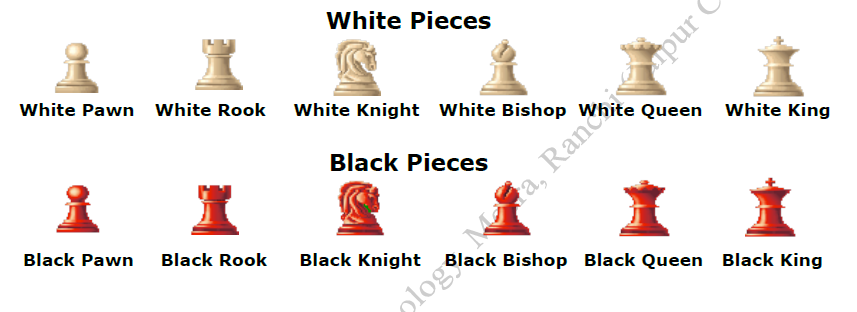 White Pieces
White Pawn White Rook White Knight White Bishop White Queen White King
Black Pieces
Black Pawn Black Rook Black Knight Black Bishop Black Queen Black King
Ranchi